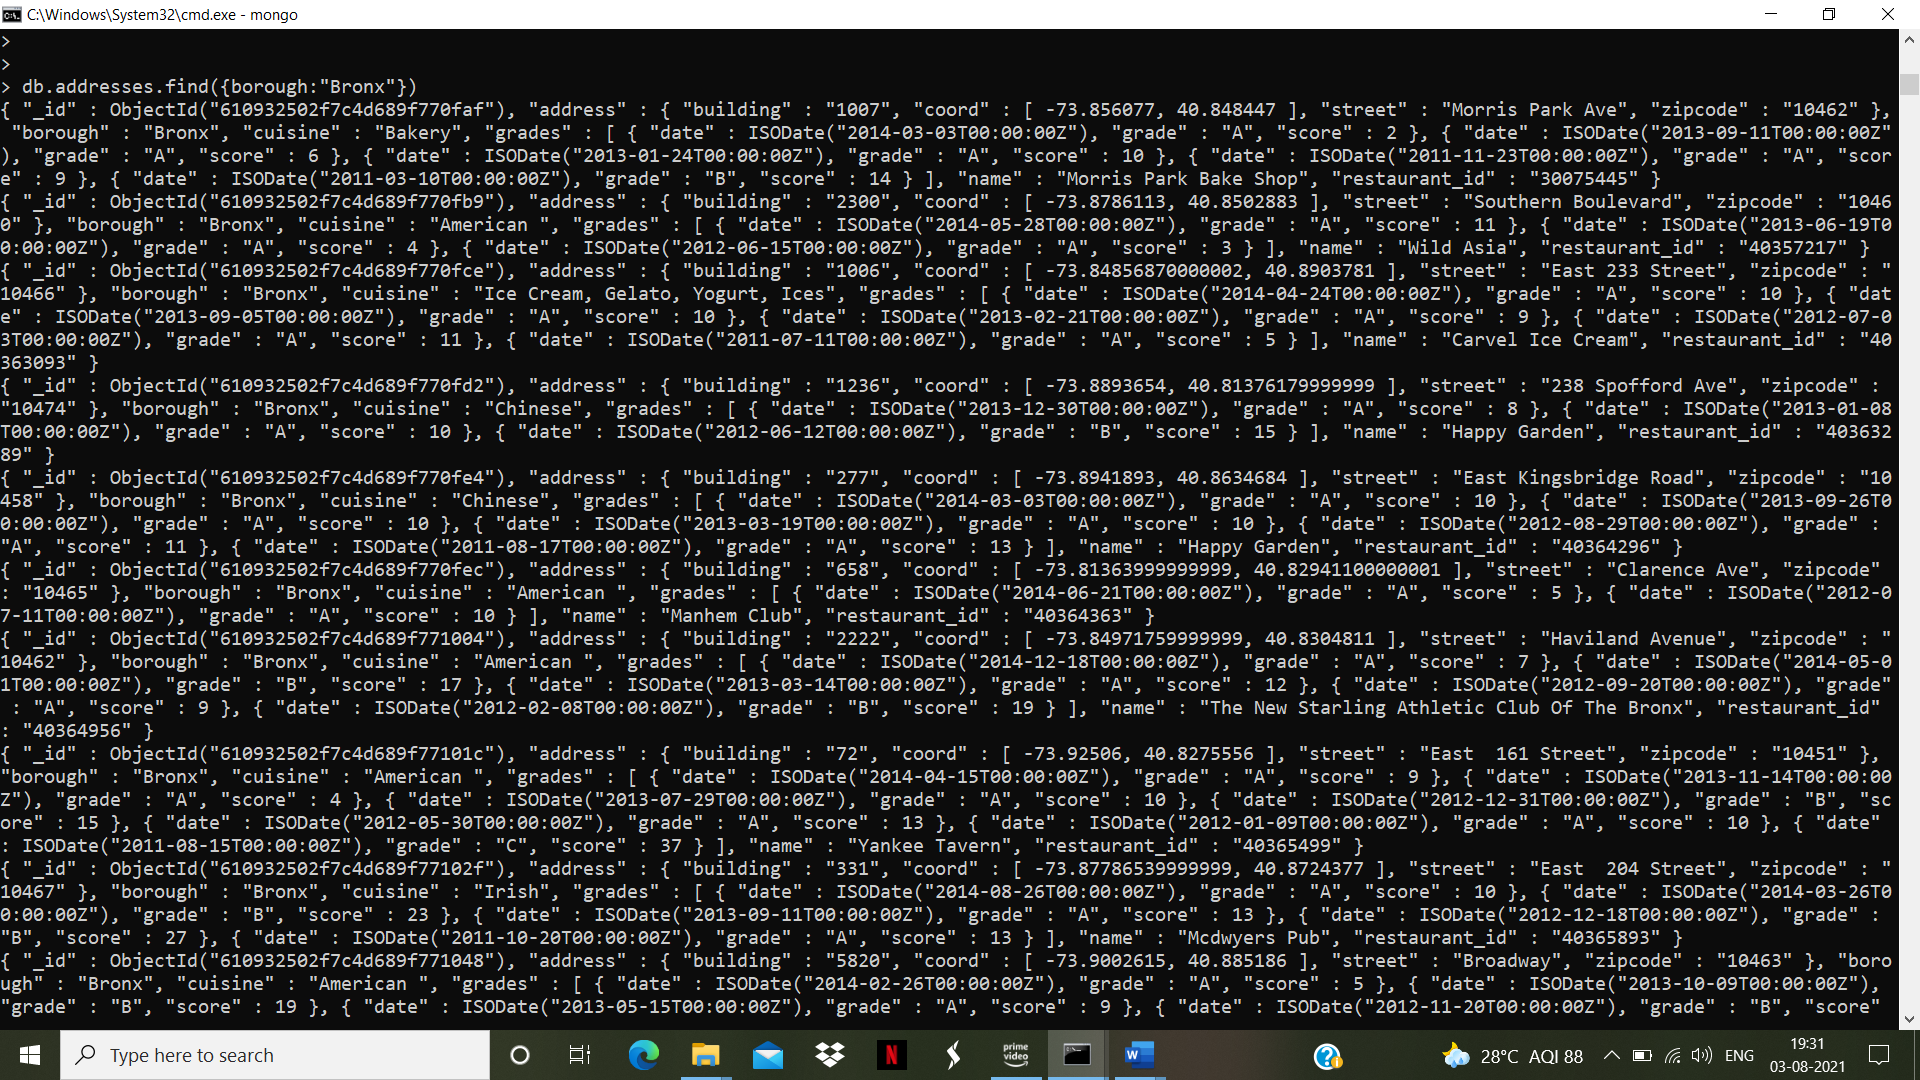 C:\Windows\System32\cmd.exe - mongo
>
>
> db.addresses.find({borough:"Bronx"})
{ "_id" : ObjectId("610932502f7c4d689f770faf"), "address" : { "building" : "1007", "coord" : [ -73.856077, 40.848447 ], "street" : "Morris Park Ave", "zipcode" : "10462" },
"borough" : "Bronx", "cuisine" : "Bakery", "grades" : [ { "date" : ISODate("2014-03-03T00:00:00Z"), "grade" : "A", "score" : 2 }, { "date" : ISODate("2013-09-11T00:00:00Z"
), "grade" : "A", "score" : 6 }, { "date" : ISODate("2013-01-24T00:00:00Z"), "grade" : "A", "score" : 10 }, { "date" : ISODate("2011-11-23T00:00:00Z"), "grade" : "A", "scor
e" : 9 }, { "date" : ISODate("2011-03-10T00:00:00Z"), "grade" : "B", "score" : 14 } ], "name" : "Morris Park Bake Shop", "restaurant_id" : "30075445" }
{ "_id" : ObjectId("610932502f7c4d689f770fb9"), "address" : { "building" : "2300", "coord" : [ -73.8786113, 40.8502883 ], "street" : "Southern Boulevard", "zipcode" : "1046
0" }, "borough" : "Bronx", "cuisine" : "American ", "grades" : [ { "date" : ISODate("2014-05-28T00:00:00Z"), "grade" : "A", "score" : 11 }, { "date" : ISODate("2013-06-19T0
0:00:00Z"), "grade" : "A", "score" : 4 }, { "date" : ISODate("2012-06-15T00:00:00Z"), "grade" : "A", "score" : 3 } ], "name" : "Wild Asia", "restaurant_id" : "40357217" }
{ "_id" : ObjectId("610932502f7c4d689f770fce"), "address" : { "building" : "1006", "coord" : [ -73.84856870000002, 40.8903781 ], "street" : "East 233 Street", "zipcode" : "
10466" }, "borough" : "Bronx", "cuisine" : "Ice Cream, Gelato, Yogurt, Ices", "grades" : [ { "date" : ISODate("2014-04-24T00:00:00Z"), "grade" : "A", "score" : 10 }, { "dat
e" : ISODate("2013-09-05T00:00:00Z"), "grade" : "A", "score" : 10 }, { "date" : ISODate("2013-02-21T00:00:00Z"), "grade" : "A", "score" : 9 }, { "date" : ISODate("2012-07-0
3T00:00:00Z"), "grade" : "A", "score" : 11 }, { "date" : ISODate("2011-07-11T00:00:00Z"), "grade" : "A", "score" : 5 } ], "name" : "Carvel Ice Cream", "restaurant_id" : "40
363093" }
{ "_id" : ObjectId("610932502f7c4d689f770fd2"), "address" : { "building" : "1236", "coord" : [ -73.8893654, 40.81376179999999 ], "street" : "238 Spofford Ave", "zipcode" :
"10474" }, "borough" : "Bronx", "cuisine" : "Chinese", "grades" : [ { "date" : ISODate("2013-12-30T00:00:00Z"), "grade" : "A", "score" : 8 }, { "date" : ISODate("2013-01-08
T00:00:00Z"), "grade" : "A", "score" : 10 }, { "date" : ISODate("2012-06-12T00:00:00Z"), "grade" : "B", "score" : 15 } ], "name" : "Happy Garden", "restaurant_id" : "403632
89" }
{ "_id" : ObjectId("610932502f7c4d689f770fe4"), "address" : { "building" : "277", "coord" : [ -73.8941893, 40.8634684 ], "street" : "East Kingsbridge Road", "zipcode" : "10
458" }, "borough" : "Bronx", "cuisine" : "Chinese", "grades" : [ { "date" : ISODate("2014-03-03T00:00:00Z"), "grade" : "A", "score" : 10 }, { "date" : ISODate("2013-09-26T0
0:00:00Z"), "grade" : "A", "score" : 10 }, { "date" : ISODate("2013-03-19T00:00:00Z"), "grade" : "A", "score" : 10 }, { "date" : ISODate("2012-08-29T00:00:00Z"), "grade" :
"A", "score" : 11 }, { "date" : ISODate("2011-08-17T00:00:00Z"), "grade" : "A", "score" : 13 } ], "name" : "Happy Garden", "restaurant_id" : "40364296" }
{ "_id" : ObjectId("610932502f7c4d689f770fec"), "address" : { "building" : "658", "coord" : [ -73.81363999999999, 40.82941100000001 ], "street" : "Clarence Ave", "zipcode"
: "10465" }, "borough" : "Bronx", "cuisine" : "American ", "grades" : [ { "date" : ISODate("2014-06-21T00:00:00Z"), "grade" : "A", "score" : 5 }, { "date" : ISODate("2012-0
7-11T00:00:00Z"), "grade" : "A", "score" : 10 } ], "name" : "Manhem Club", "restaurant_id" : "40364363" }
{ "_id" : ObjectId("610932502f7c4d689f771004"), "address" : { "building" : "2222", "coord" : [ -73.84971759999999, 40.8304811 ], "street" : "Haviland Avenue", "zipcode" : "
10462" }, "borough" : "Bronx", "cuisine" : "American ", "grades" : [ { "date" : ISODate("2014-12-18T00:00:00Z"), "grade" : "A", "score" : 7 }, { "date" : ISODate("2014-05-0
1T00:00:00Z"), "grade" : "B", "score" : 17 }, { "date" : ISODate("2013-03-14T00:00:00Z"), "grade" : "A", "score" : 12 }, { "date" : ISODate("2012-09-20T00:00:00Z"), "grade"
: "A", "score" : 9 }, { "date" : ISODate("2012-02-08T00:00:00Z"), "grade" : "B", "score" : 19 } ], "name" : "The New Starling Athletic Club Of The Bronx", "restaurant_id"
: "40364956" }
{ "_id" : ObjectId("610932502f7c4d689f77101c"), "address" : { "building" : "72", "coord" : [ -73.92506, 40.8275556 ], "street" : "East  161 Street", "zipcode" : "10451" },
"borough" : "Bronx", "cuisine" : "American ", "grades" : [ { "date" : ISODate("2014-04-15T00:00:00Z"), "grade" : "A", "score" : 9 }, { "date" : ISODate("2013-11-14T00:00:00
Z"), "grade" : "A", "score" : 4 }, { "date" : ISODate("2013-07-29T00:00:00Z"), "grade" : "A", "score" : 10 }, { "date" : ISODate("2012-12-31T00:00:00Z"), "grade" : "B", "sc
ore" : 15 }, { "date" : ISODate("2012-05-30T00:00:00Z"), "grade" : "A", "score" : 13 }, { "date" : ISODate("2012-01-09T00:00:00Z"), "grade" : "A", "score" : 10 }, { "date"
: ISODate("2011-08-15T00:00:00Z"), "grade" : "C", "score" : 37 } ], "name" : "Yankee Tavern", "restaurant_id" : "40365499" }
{ "_id" : ObjectId("610932502f7c4d689f77102f"), "address" : { "building" : "331", "coord" : [ -73.87786539999999, 40.8724377 ], "street" : "East  204 Street", "zipcode" : "
10467" }, "borough" : "Bronx", "cuisine" : "Irish", "grades" : [ { "date" : ISODate("2014-08-26T00:00:00Z"), "grade" : "A", "score" : 10 }, { "date" : ISODate("2014-03-26T0
0:00:00Z"), "grade" : "B", "score" : 23 }, { "date" : ISODate("2013-09-11T00:00:00Z"), "grade" : "A", "score" : 13 }, { "date" : ISODate("2012-12-18T00:00:00Z"), "grade" :
"B", "score" : 27 }, { "date" : ISODate("2011-10-20T00:00:00Z"), "grade" : "A", "score" : 13 } ], "name" : "Mcdwyers Pub", "restaurant_id" : "40365893" }
{ "_id" : ObjectId("610932502f7c4d689f771048"), "address" : { "building" : "5820", "coord" : [ -73.9002615, 40.885186 ], "street" : "Broadway", "zipcode" : "10463" }, "boro
ugh" : "Bronx", "cuisine" : "American ", "grades" : [ { "date" : ISODate("2014-02-26T00:00:00Z"), "grade" : "A", "score" : 5 }, { "date" : ISODate("2013-10-09T00:00:00Z"),
"grade" : "B", "score" : 19 }, { "date" : ISODate("2013-05-15T00:00:00Z"), "grade" : "A", "score" : 9 }, { "date" : ISODate("2012-11-20T00:00:00Z"), "grade" : "B", "score"
Type here to search
prime video
28°C AQI 88
ENG
19:31
03-08-2021